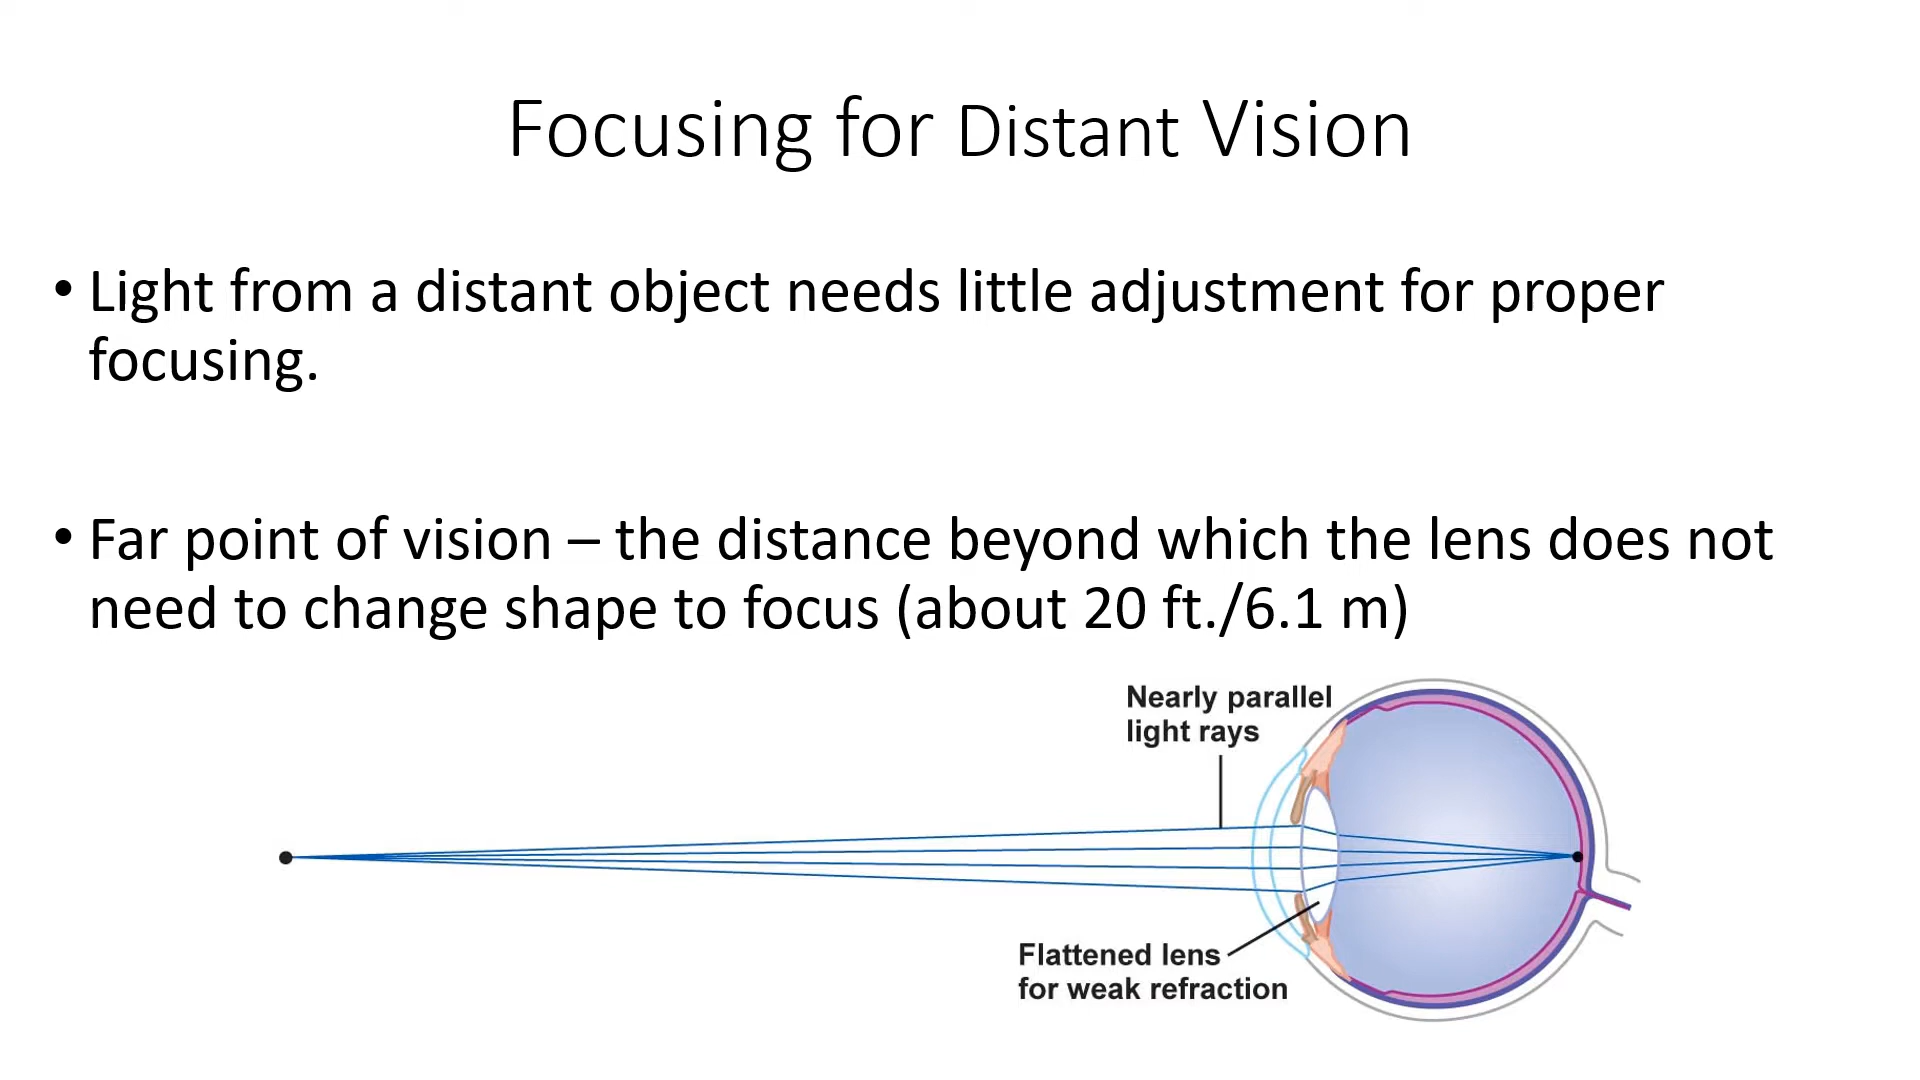 Focusing for Distant Vision
• Light from a distant object needs little adjustment for proper
focusing.
• Far point of vision – the distance beyond which the lens does not
need to change shape to focus (about 20 ft./6.1 m)
Nearly parallel
light rays
Flattened lens
for weak refraction